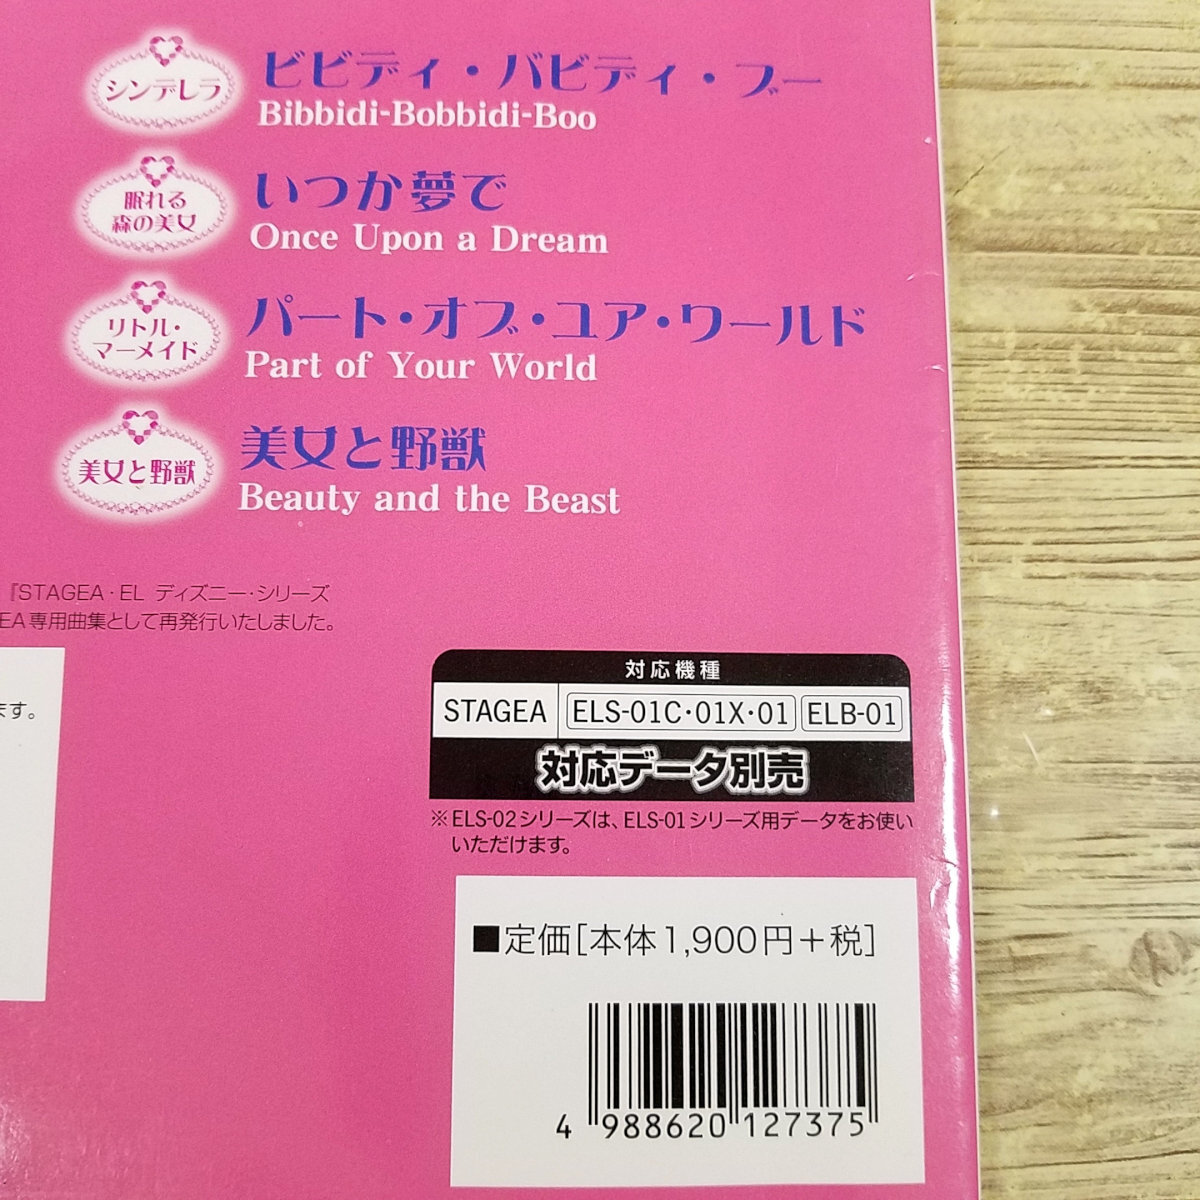 シンデレラ
ビビディ・バビディ・ブー
Bibbidi-Bobbidi-Boo
眠れる
森の美女
いつか夢で
Once Upon a Dream
リトル・
マーメイド
パート・オブ・ユア・ワールド
Part of Your World
美女と野獣
美女と野獣
Beauty and the Beast
『STAGEA・EL ディズニー・シリーズ
EA専用曲集として再発行いたしました。
ます。
対応機種
STAGEA ELS-01C・01X・01 ELB-01
対応データ別売
※ELS-02シリーズは、ELS-01シリーズ用データをお使い
いただけます。
■定価[本体1,900円+税]
4 988620 127375